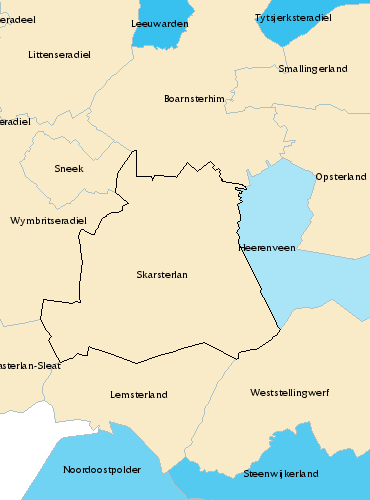 eradeel
Leeuwarden
Tytsjerksteradiel
Littenseradiel
Smallingerland
Boarnsterhim
eradiel
Sneek
Opsterland
Wymbritseradiel
Heerenveen
Skarsterlan
asterlan-Sleat
Lemsterland
Weststellingwerf
Noordoostpolder
Steenwijkerland